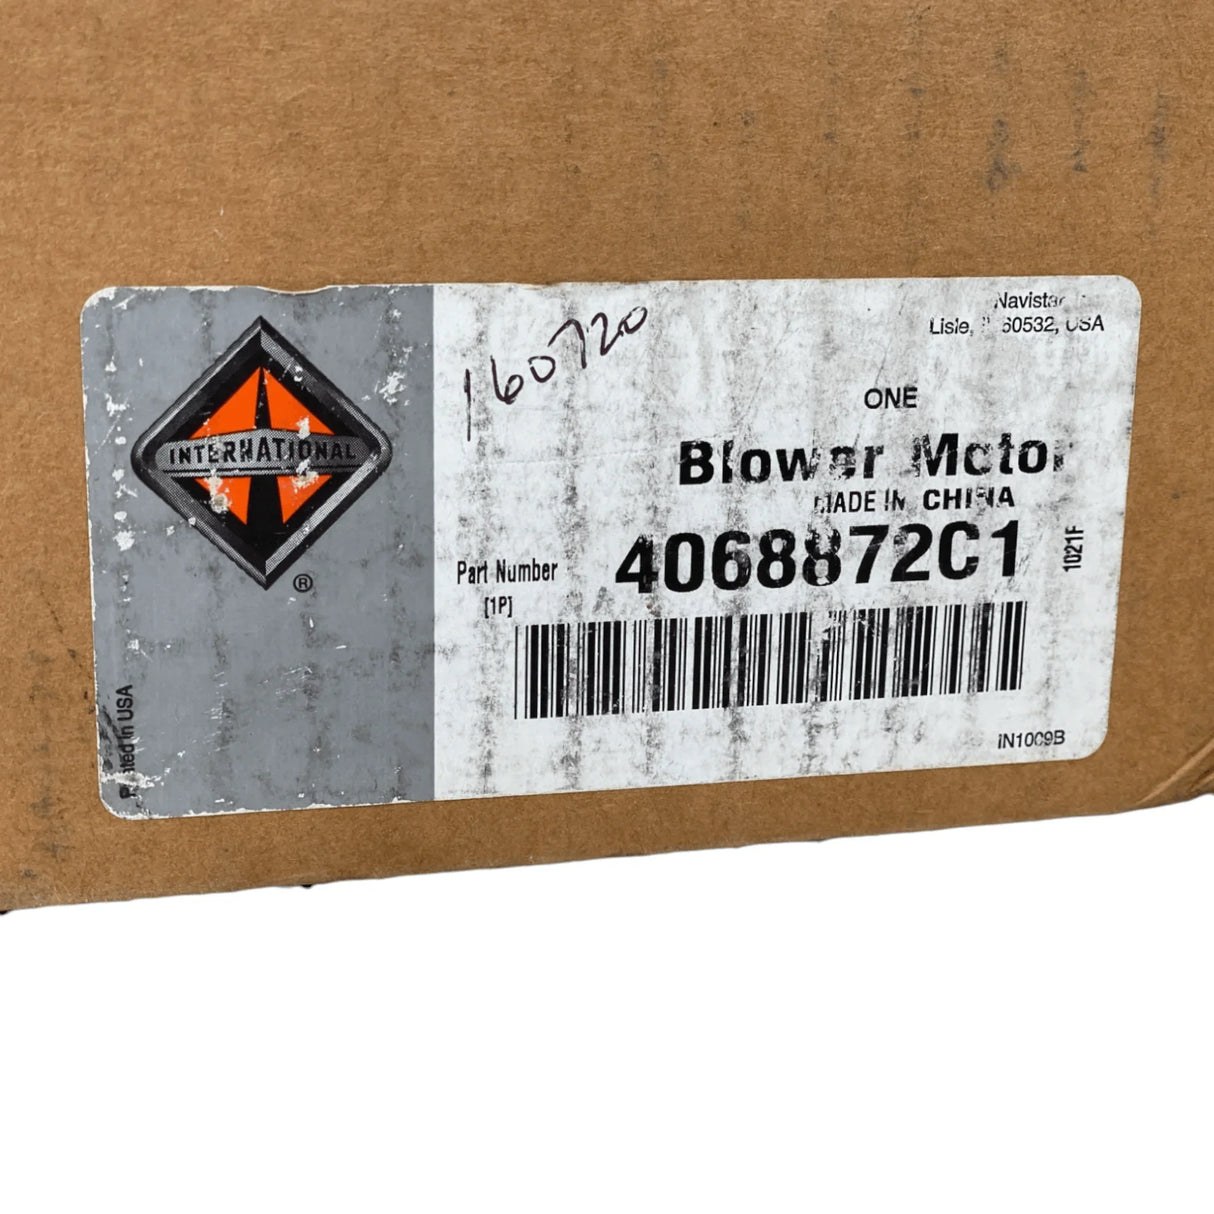 160720
Navistar
Lisle, IL 60532, USA
ONE
Blower Motor
MADE IN CHINA
Part Number
[1P]
4068872C1
1021F
IN1009B
INTERNATIONAL
®
Printed in USA